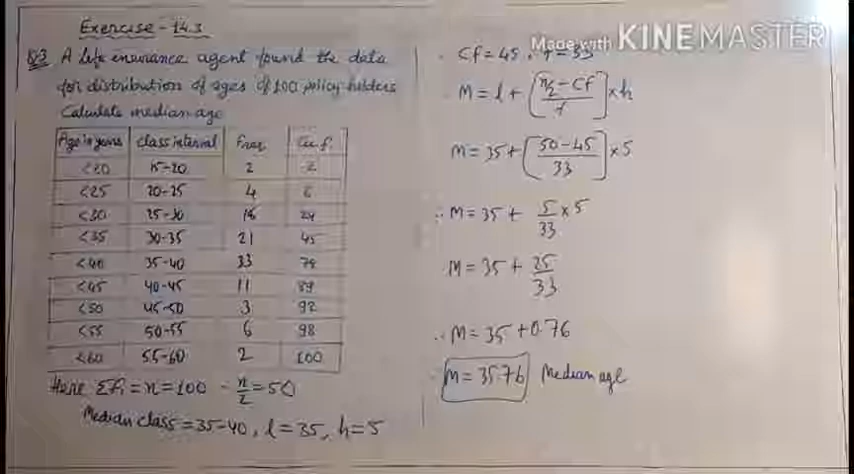 Exercise - 14.3
Q3 A life insurance agent found the data
for distribution of ages of 100 policy-holders
Calculate median age
Age in years class interval Freq Cu.f.
<20 15-20 2 2
<25 20-25 4 6
<30 25-30 18 24
<35 30-35 21 45
<40 35-40 33 78
<45 40-45 11 89
<50 45-50 3 92
<55 50-55 6 98
<60 55-60 2 100
Here Σfi = n = 100 - n/2 = 50
Median class = 35-40, l = 35, h = 5
Made with KINEMASTER
Cf = 45, f = 33
M = l + [n/2 - Cf / f] × h
M = 35 + [50-45 / 33] × 5
∴ M = 35 + 5/33 × 5
M = 35 + 25/33
∴ M = 35 + 0.76
M = 35.76 Median age